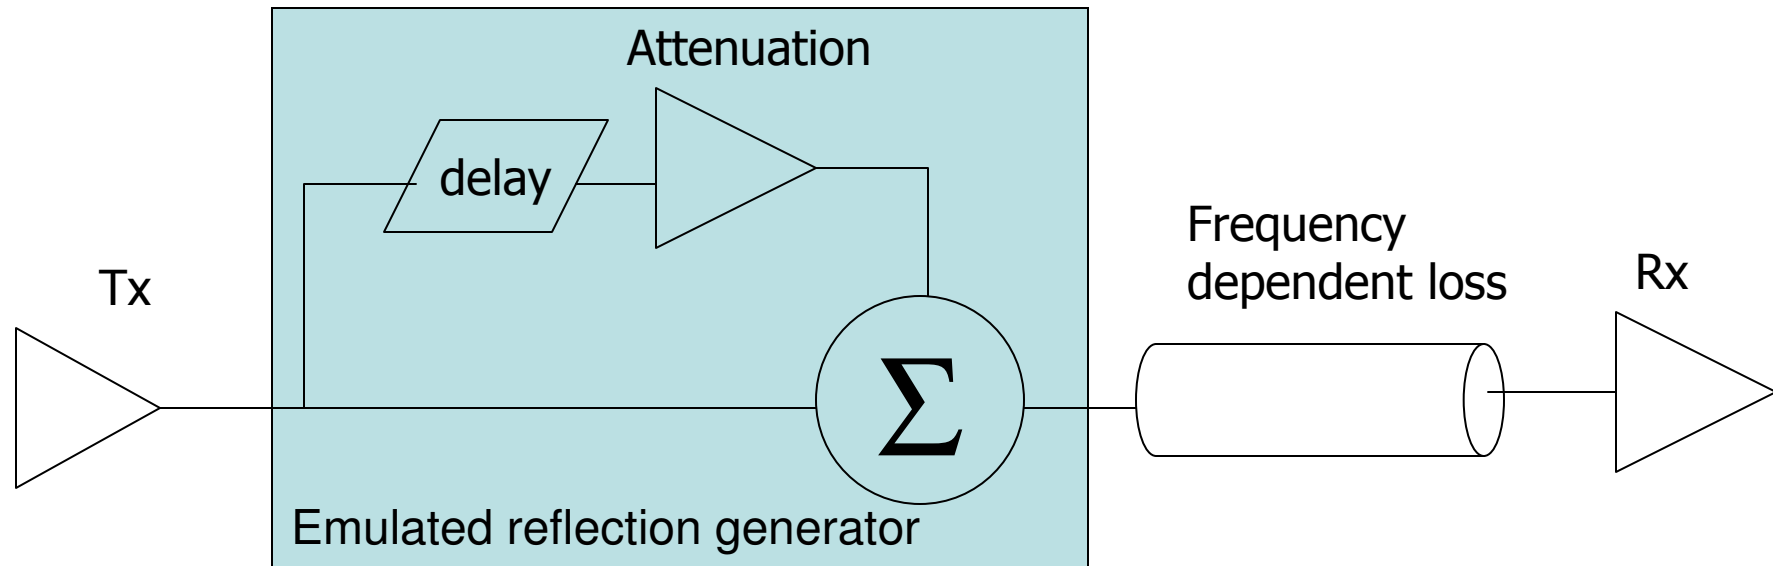 Attenuation
delay
Tx
Frequency
dependent loss
Rx
Σ
Emulated reflection generator